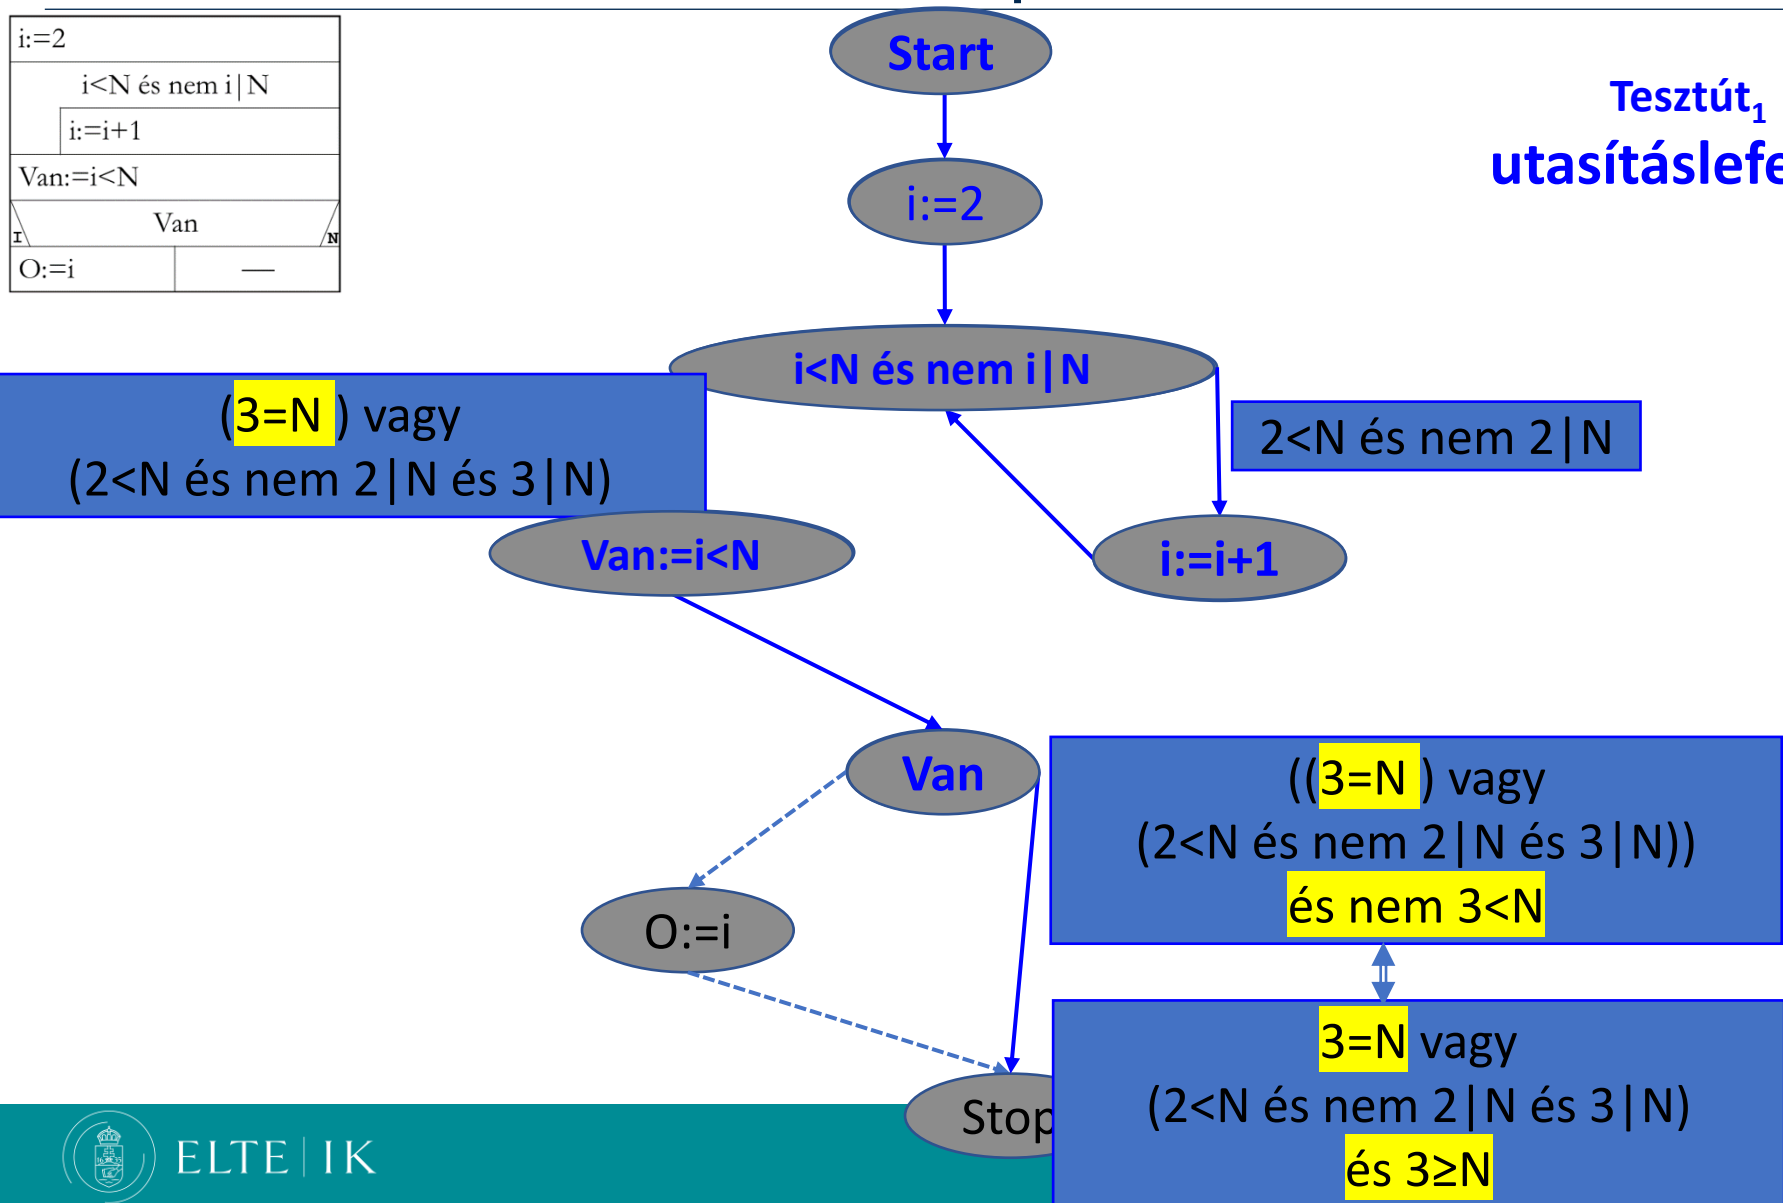 i:=2
i<N és nem i|N
i:=i+1
Van:=i<N
Van
I
N
O:=i
—
Start
Tesztút1
i:=2
i<N és nem i|N
(3=N ) vagy
(2<N és nem 2|N és 3|N)
2<N és nem 2|N
Van:=i<N
i:=i+1
Van
((3=N ) vagy
(2<N és nem 2|N és 3|N))
és nem 3<N
O:=i
3=N vagy
(2<N és nem 2|N és 3|N)
és 3≥N
Stop
ELTE | IK